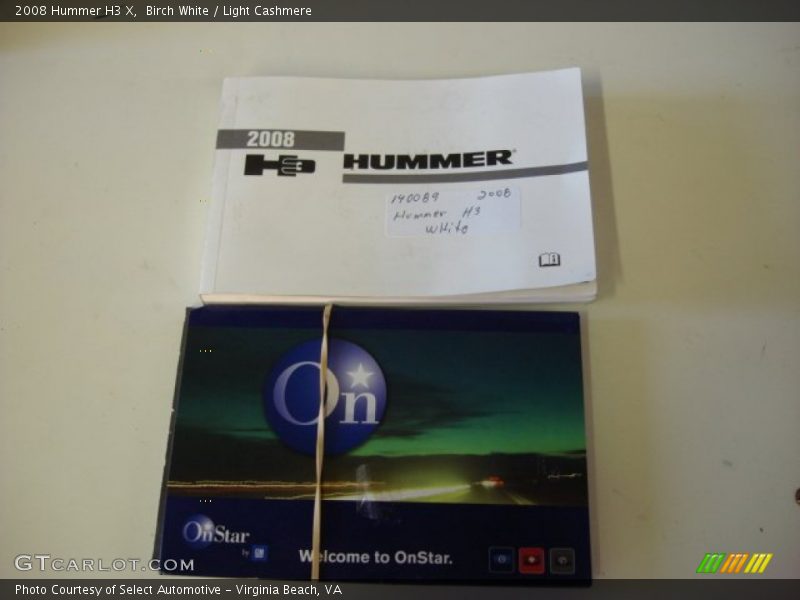 2008 Hummer H3 X,  Birch White / Light Cashmere
2008
H3 HUMMER
190089 2008
Hummer H3
White
On
OnStar
by GM
Welcome to OnStar.
GTCARLOT.COM
Photo Courtesy of Select Automotive – Virginia Beach, VA